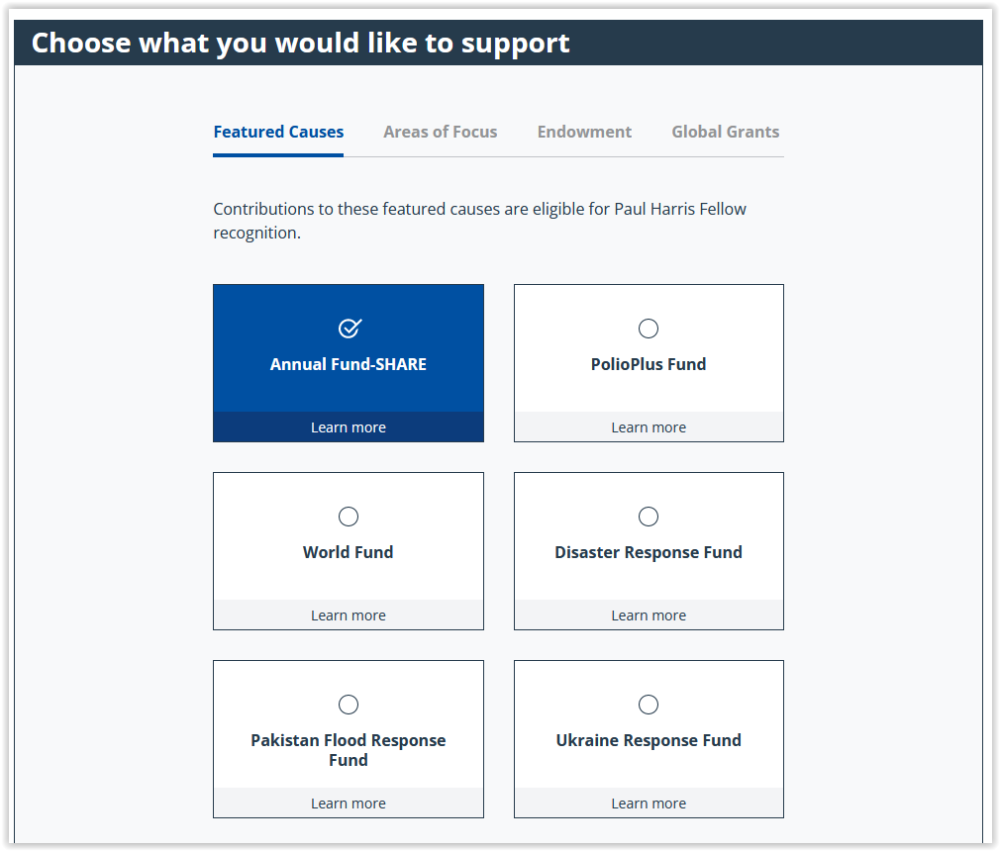 Choose what you would like to support
Featured Causes Areas of Focus Endowment Global Grants
Contributions to these featured causes are eligible for Paul Harris Fellow
recognition.
Annual Fund-SHARE
Learn more
PolioPlus Fund
Learn more
World Fund
Learn more
Disaster Response Fund
Learn more
Pakistan Flood Response
Fund
Learn more
Ukraine Response Fund
Learn more